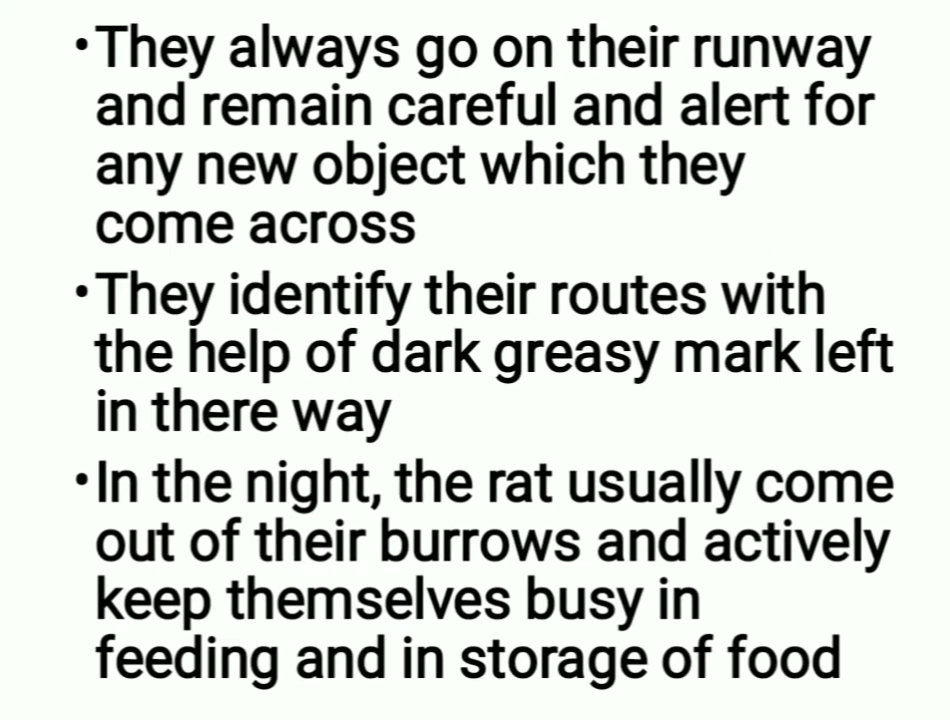 •They always go on their runway
and remain careful and alert for
any new object which they
come across
•They identify their routes with
the help of dark greasy mark left
in there way
•In the night, the rat usually come
out of their burrows and actively
keep themselves busy in
feeding and in storage of food